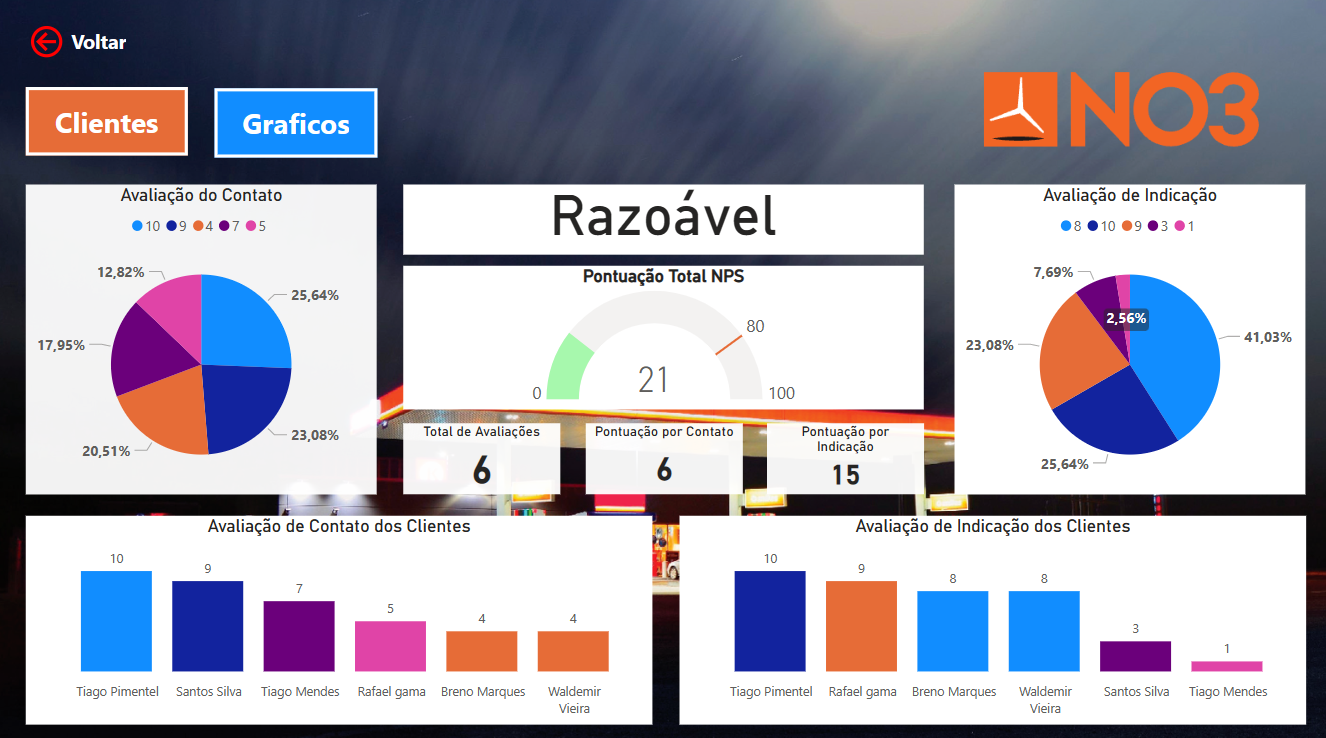 Voltar
Clientes
Graficos
NO3
Avaliação do Contato
10 9 4 7 5
12,82%
25,64%
17,95%
23,08%
20,51%
Razoável
Pontuação Total NPS
80
21
0
100
Total de Avaliações
6
Pontuação por Contato
6
Pontuação por
Indicação
15
Avaliação de Indicação
8 10 9 3 1
7,69%
2,56%
41,03%
23,08%
25,64%
Avaliação de Contato dos Clientes
10
9
7
5
4
4
Tiago Pimentel
Santos Silva
Tiago Mendes
Rafael gama
Breno Marques
Waldemir
Vieira
Avaliação de Indicação dos Clientes
10
9
8
8
3
1
Tiago Pimentel
Rafael gama
Breno Marques
Waldemir
Vieira
Santos Silva
Tiago Mendes